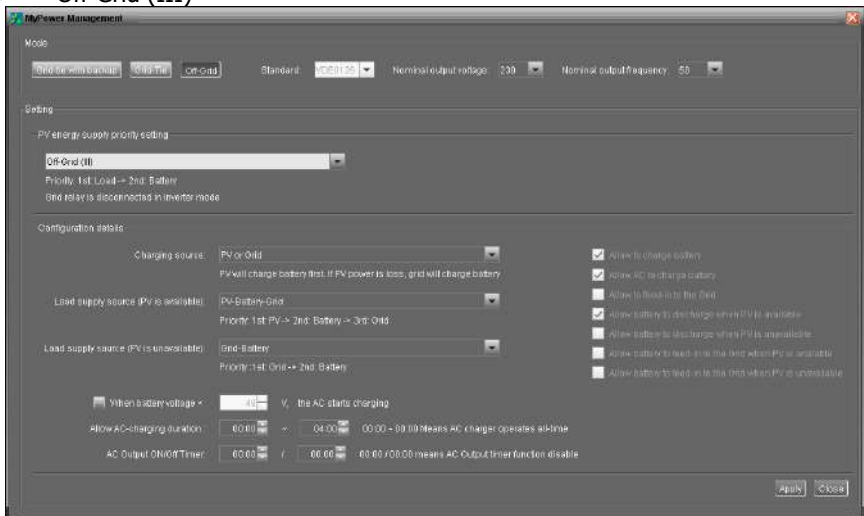 Off-Grid (III)
MyPower Management
Mode
Grid-tie with backup Grid-Tie Off-Grid Standard: VDE0126 Nominal output voltage: 230 Nominal output frequency: 50
Setting
PV energy supply priority setting
Off-Grid (III)
Priority: 1st: Load -> 2nd: Battery
Grid relay is disconnected in inverter mode
Configuration details
Charging source: PV or Grid
PV will charge battery first. If PV power is loss, grid will charge battery
Load supply source (PV is available): PV-Battery-Grid
Priority: 1st: PV -> 2nd: Battery -> 3rd: Grid
Load supply source (PV is unavailable): Grid-Battery
Priority: 1st: Grid -> 2nd: Battery
Allow to charge battery
Allow AC to charge battery
Allow to feed-in to the Grid
Allow battery to discharge when PV is available
Allow battery to discharge when PV is unavailable
Allow battery to feed-in to the Grid when PV is available
Allow battery to feed-in to the Grid when PV is unavailable
When battery voltage < 48 V, the AC starts charging
Allow AC-charging duration: 00:00 ~ 04:00 00:00 - 00:00 Means AC charger operates all-time
AC Output ON/Off Timer: 00:00 / 00:00 00:00 / 00:00 means AC Output timer function disable
Apply Close